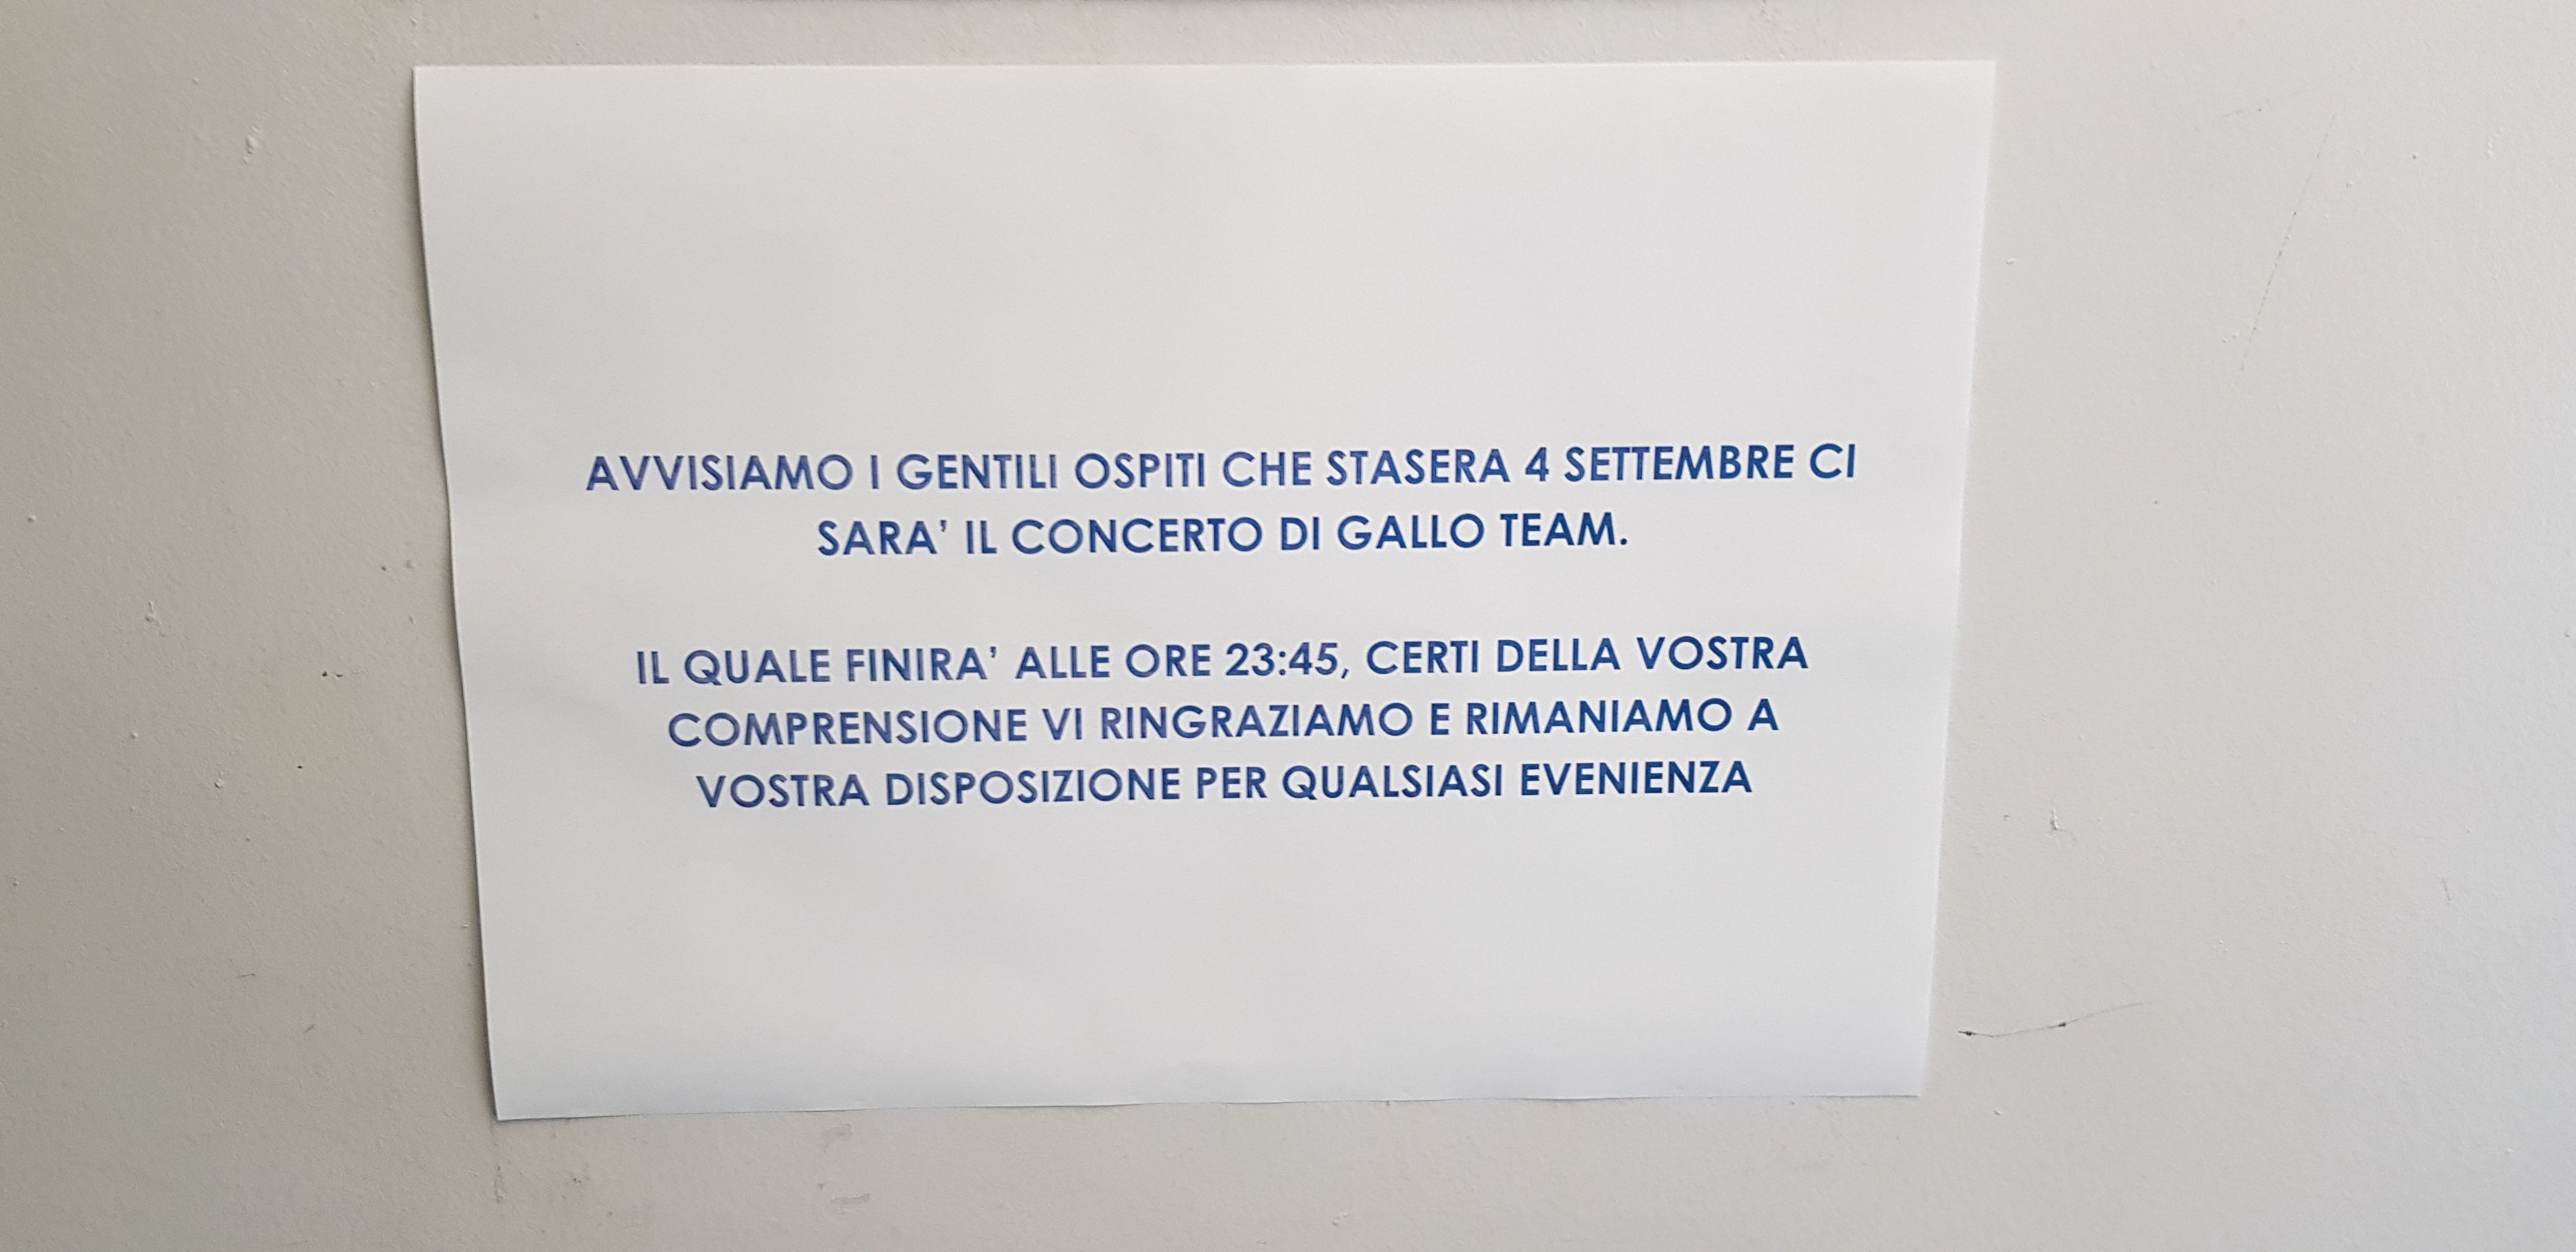 AVVISIAMO I GENTILI OSPITI CHE STASERA 4 SETTEMBRE CI
SARA’ IL CONCERTO DI GALLO TEAM.
IL QUALE FINIRA’ ALLE ORE 23:45, CERTI DELLA VOSTRA
COMPRENSIONE VI RINGRAZIAMO E RIMANIAMO A
VOSTRA DISPOSIZIONE PER QUALSIASI EVENIENZA